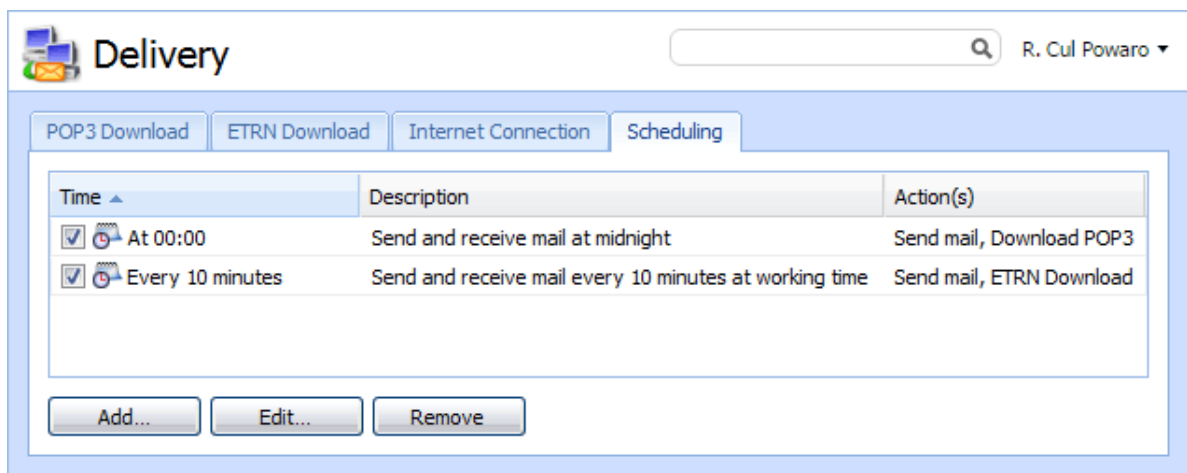 Delivery
R. Cul Powaro
POP3 Download ETRN Download Internet Connection Scheduling
Time Description Action(s)
At 00:00 Send and receive mail at midnight Send mail, Download POP3
Every 10 minutes Send and receive mail every 10 minutes at working time Send mail, ETRN Download
Add... Edit... Remove